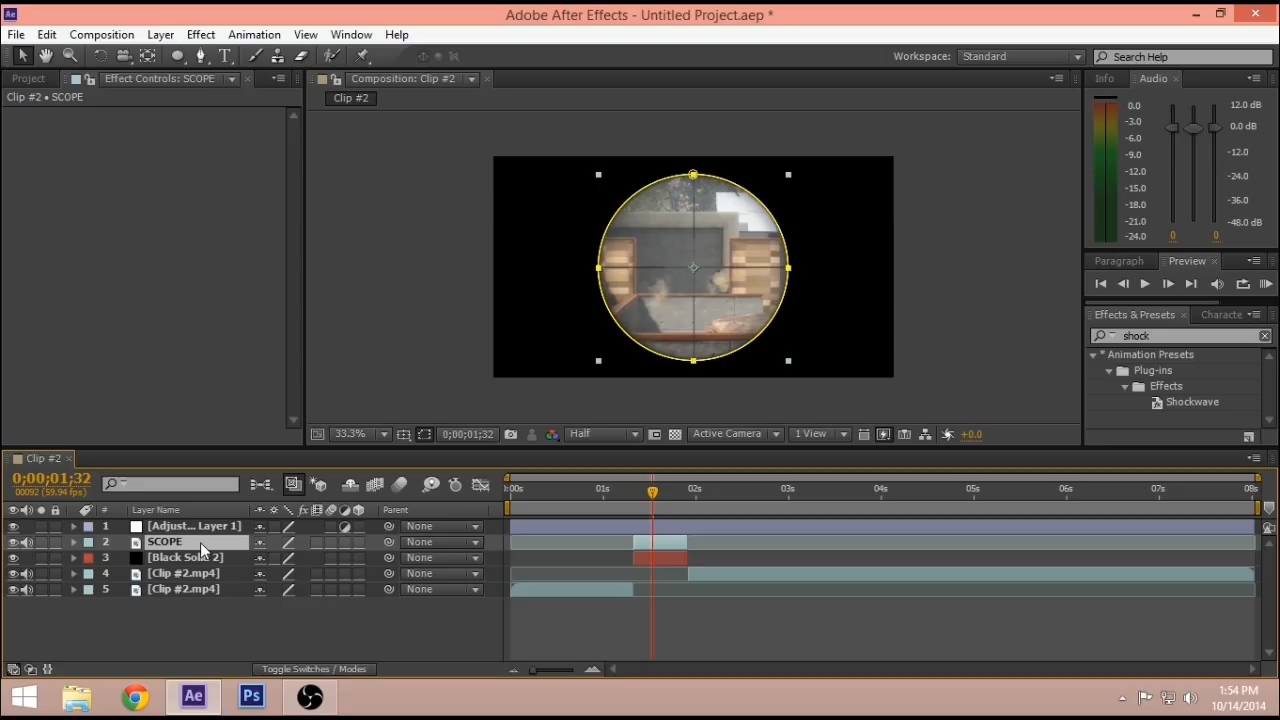 Adobe After Effects - Untitled Project.aep *
File Edit Composition Layer Effect Animation View Window Help
Workspace: Standard Search Help
Project Effect Controls: SCOPE Composition: Clip #2 Info Audio
Clip #2 • SCOPE
Clip #2
0.0 12.0 dB
-3.0 0.0 dB
-6.0
-9.0 -12.0
-12.0
-15.0 -24.0
-18.0 -36.0
-21.0 -48.0 dB
-24.0 0 0
Paragraph Preview
Effects & Presets Characte
shock
* Animation Presets
Plug-ins
Effects
Shockwave
33.3% 0;00;01;32 Half Active Camera 1 View +0.0
Clip #2
0;00;01;32
00092 (59.94 fps)
:00s 01s 02s 03s 04s 05s 06s 07s 08s
# Layer Name fx Parent
1 [Adjust... Layer 1] None
2 SCOPE None
3 [Black Soli 2] None
4 [Clip #2.mp4] None
5 [Clip #2.mp4] None
Toggle Switches / Modes
Ae Ps
1:54 PM
10/14/2014